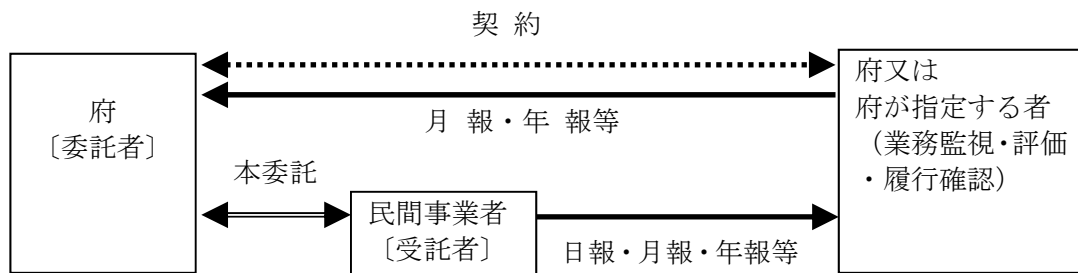 契 約
府
〔委託者〕
月 報・年 報等
府又は
府が指定する者
（業務監視・評価
・履行確認）
本委託
民間事業者
〔受託者〕
日報・月報・年報等